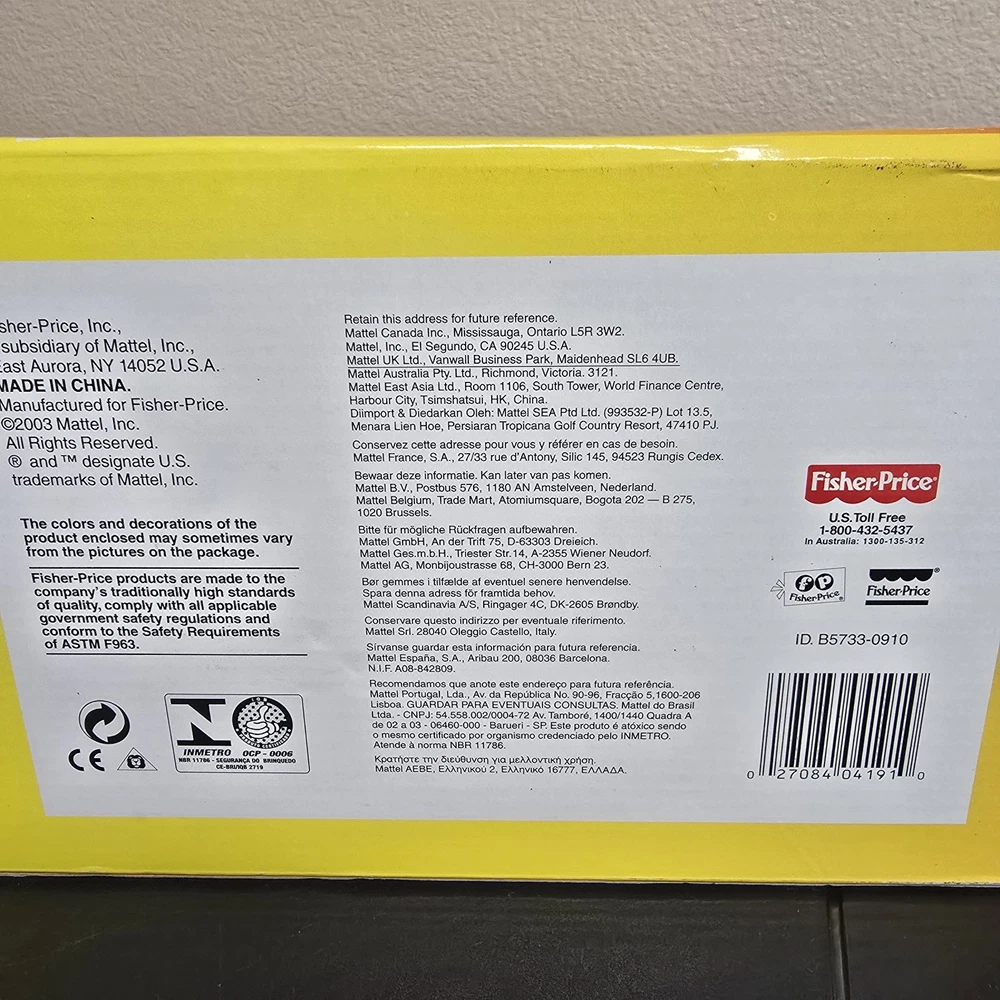 sher-Price, Inc.,
subsidiary of Mattel, Inc.,
East Aurora, NY 14052 U.S.A.
MADE IN CHINA.
Manufactured for Fisher-Price.
©2003 Mattel, Inc.
All Rights Reserved.
® and ™ designate U.S.
trademarks of Mattel, Inc.
The colors and decorations of the
product enclosed may sometimes vary
from the pictures on the package.
Fisher-Price products are made to the
company's traditionally high standards
of quality, comply with all applicable
government safety regulations and
conform to the Safety Requirements
of ASTM F963.
CE
INMETRO OCP - 0006
NBR 11786 - SEGURANÇA DO BRINQUEDO
CE-BRI/IQB 2719
Retain this address for future reference.
Mattel Canada Inc., Mississauga, Ontario L5R 3W2.
Mattel, Inc., El Segundo, CA 90245 U.S.A.
Mattel UK Ltd., Vanwall Business Park, Maidenhead SL6 4UB.
Mattel Australia Pty. Ltd., Richmond, Victoria. 3121.
Mattel East Asia Ltd., Room 1106, South Tower, World Finance Centre,
Harbour City, Tsimshatsui, HK, China.
Diimport & Diedarkan Oleh: Mattel SEA Ptd Ltd. (993532-P) Lot 13.5,
Menara Lien Hoe, Persiaran Tropicana Golf Country Resort, 47410 PJ.
Conservez cette adresse pour vous y référer en cas de besoin.
Mattel France, S.A., 27/33 rue d'Antony, Silic 145, 94523 Rungis Cedex.
Bewaar deze informatie. Kan later van pas komen.
Mattel B.V., Postbus 576, 1180 AN Amstelveen, Nederland.
Mattel Belgium, Trade Mart, Atomiumsquare, Bogota 202 — B 275,
1020 Brussels.
Bitte für mögliche Rückfragen aufbewahren.
Mattel GmbH, An der Trift 75, D-63303 Dreieich.
Mattel Ges.m.b.H., Triester Str. 14, A-2355 Wiener Neudorf.
Mattel AG, Monbijoustrasse 68, CH-3000 Bern 23.
Bør gemmes i tilfælde af eventuel senere henvendelse.
Spara denna adress för framtida behov.
Mattel Scandinavia A/S, Ringager 4C, DK-2605 Brøndby.
Conservare questo indirizzo per eventuale riferimento.
Mattel Srl. 28040 Oleggio Castello, Italy.
Sírvanse guardar esta información para futura referencia.
Mattel España, S.A., Aribau 200, 08036 Barcelona.
N.I.F. A08-842809.
Recomendamos que anote este endereço para futura referência.
Mattel Portugal, Lda., Av. da República No. 90-96, Fracção 5,1600-206
Lisboa. GUARDAR PARA EVENTUAIS CONSULTAS. Mattel do Brasil
Ltda. - CNPJ: 54.558.002/0004-72 Av. Tamboré, 1400/1440 Quadra A
de 02 a 03 - 06460-000 - Barueri - SP. Este produto é atóxico sendo
o mesmo certificado por organismo credenciado pelo INMETRO.
Atende à norma NBR 11786.
Κρατήστε την διεύθυνση για μελλοντική χρήση.
Mattel AEBE, Ελληνικού 2, Ελληνικό 16777, ΕΛΛΑΔΑ.
Fisher-Price®
U.S. Toll Free
1-800-432-5437
In Australia: 1300-135-312
fp
Fisher-Price®
Fisher-Price®
ID. B5733-0910
0 27084 04191 0